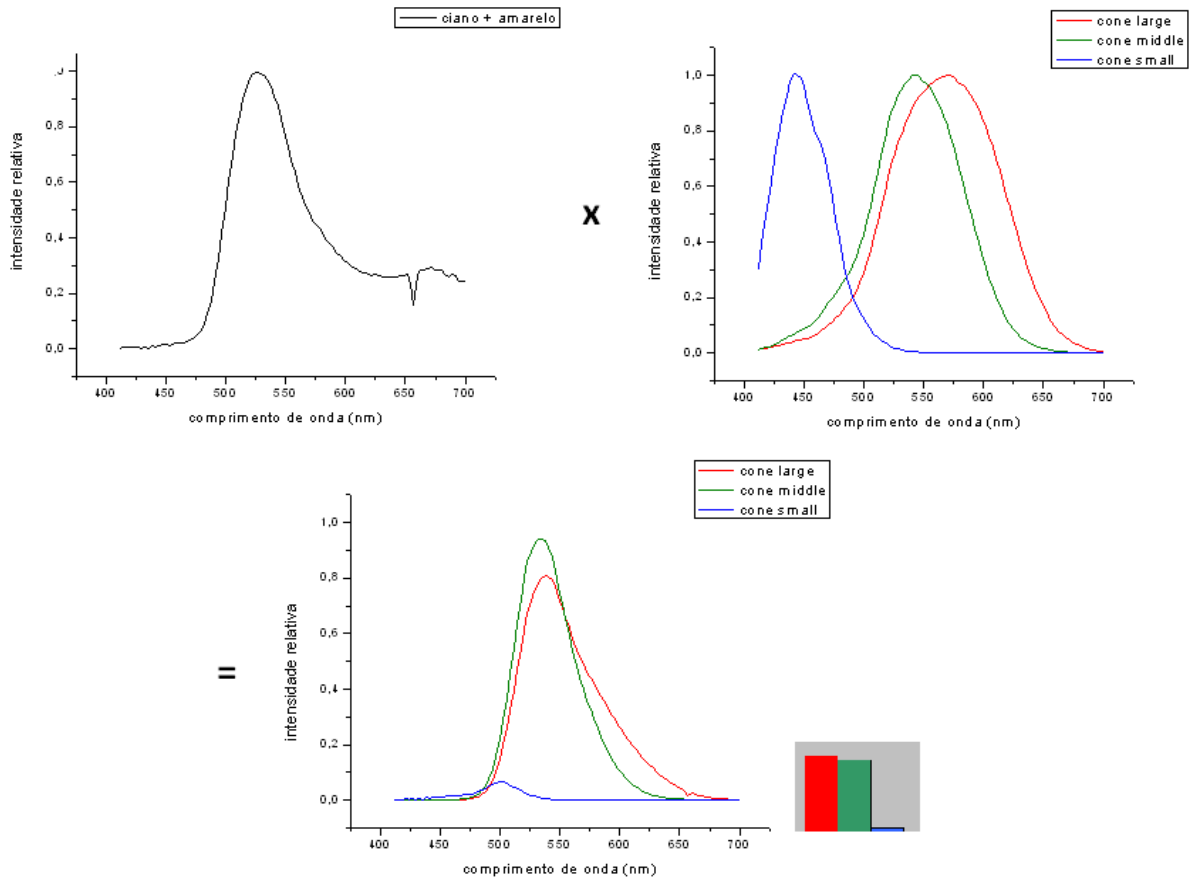 ciano + amarelo
intensidade relativa
,0
0,8
0,6
0,4
0,2
0,0
400 450 500 550 600 650 700
comprimento de onda (nm)
X
cone large
cone middle
cone small
intensidade relativa
1,0
0,8
0,6
0,4
0,2
0,0
400 450 500 550 600 650 700
comprimento de onda (nm)
=
cone large
cone middle
cone small
intensidade relativa
1,0
0,8
0,6
0,4
0,2
0,0
400 450 500 550 600 650 700
comprimento de onda (nm)